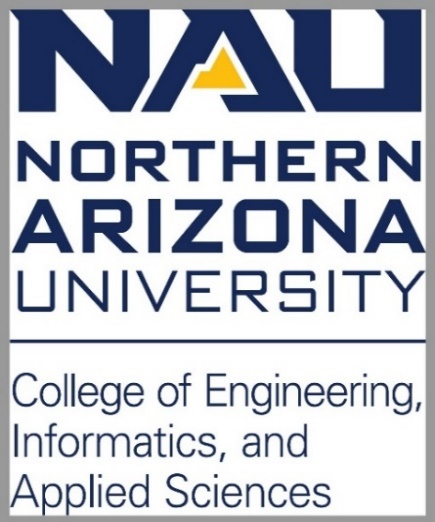 NAU
NORTHERN
ARIZONA
UNIVERSITY
College of Engineering,
Informatics, and
Applied Sciences